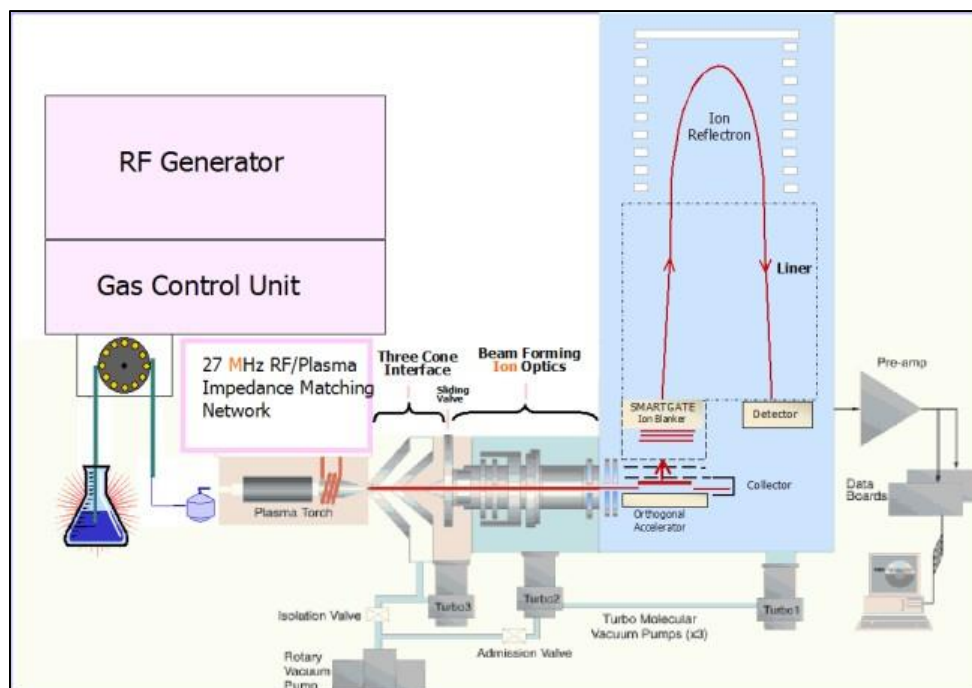 RF Generator
Gas Control Unit
27 MHz RF/Plasma
Impedance Matching
Network
Three Cone
Interface
Sliding
Valve
Beam Forming
Ion Optics
Ion
Reflectron
Liner
SMARTGATE
Ion Blanker
Detector
Pre-amp
Data
Boards
Collector
Orthogonal
Accelerator
Plasma Torch
Isolation Valve
Turbo3
Turbo2
Turbo1
Turbo Molecular
Vacuum Pumps (x3)
Admission Valve
Rotary
Vacuum
Pump